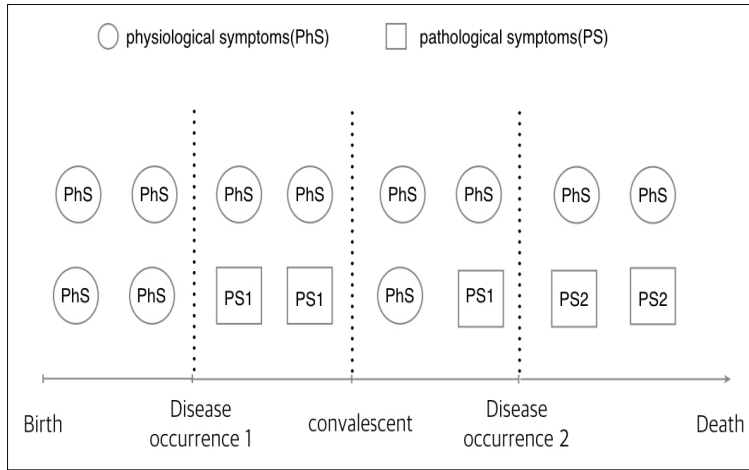 physiological symptoms(PhS) pathological symptoms(PS)
PhS PhS PhS PhS PhS PhS PhS PhS
PhS PhS PS1 PS1 PhS PS1 PS2 PS2
Birth Disease occurrence 1 convalescent Disease occurrence 2 Death